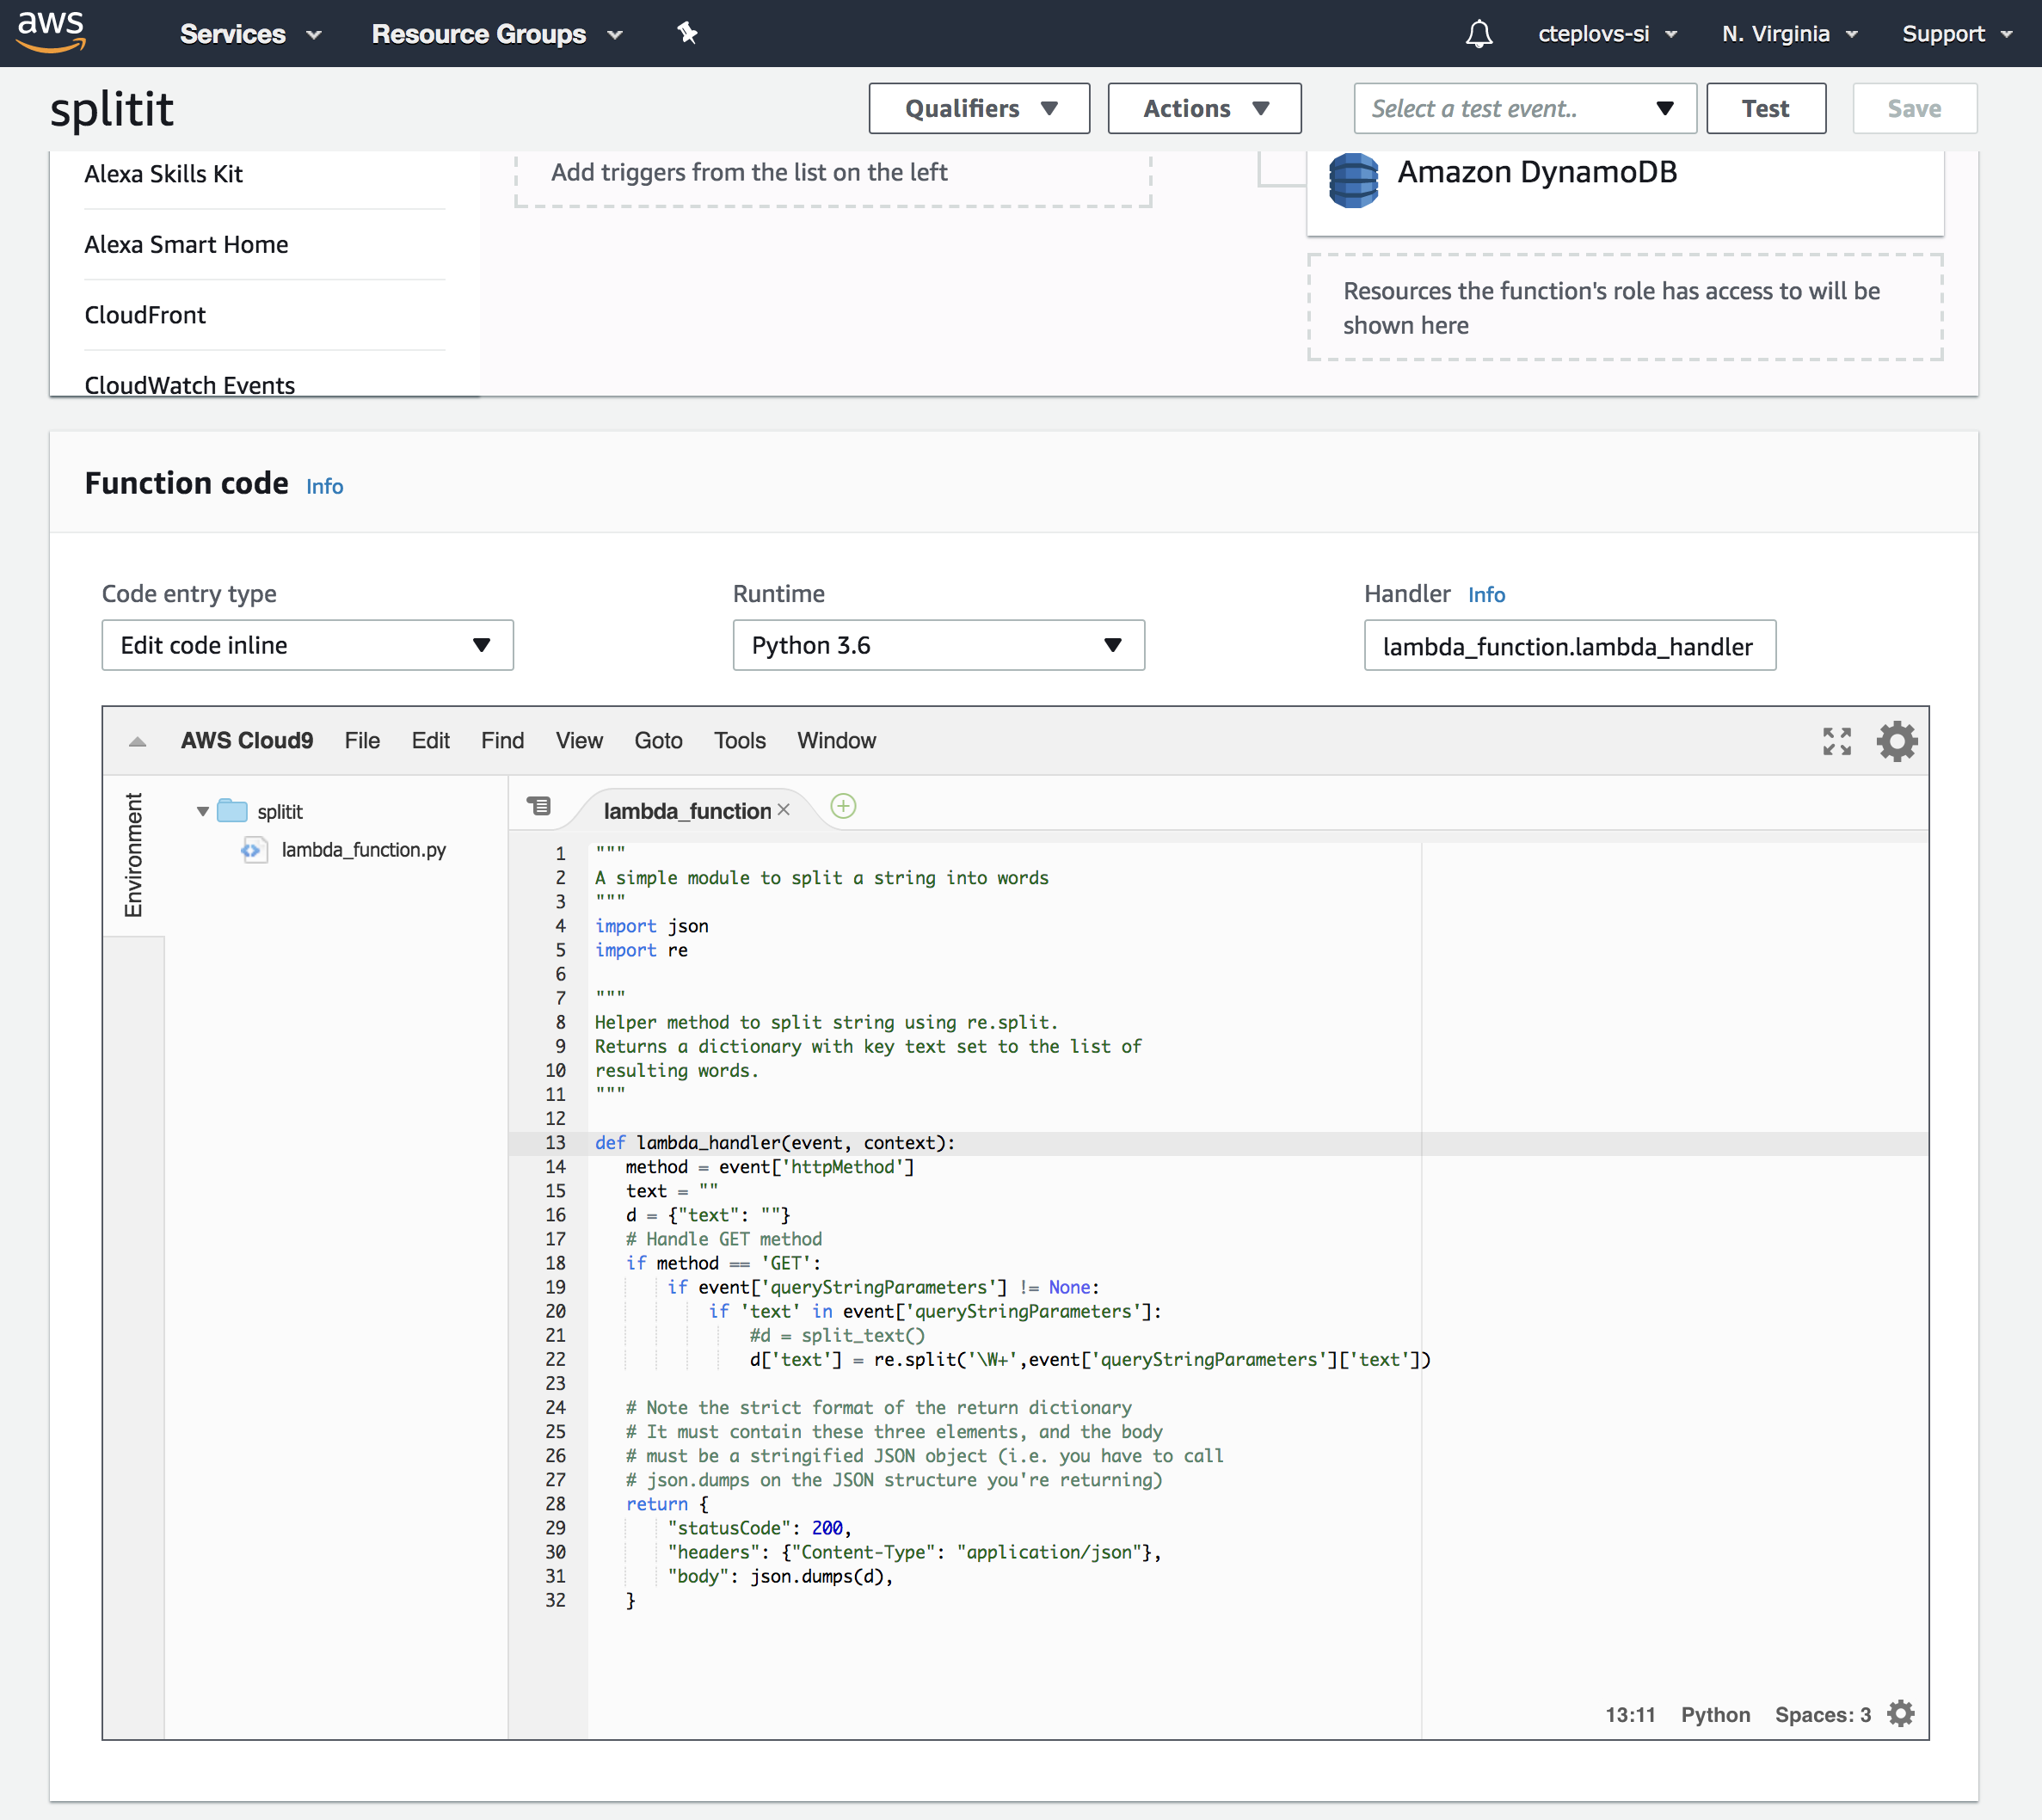 aws Services Resource Groups cteplovs-si N. Virginia Support
splitit Qualifiers Actions Select a test event.. Test Save
Alexa Skills Kit
Alexa Smart Home
CloudFront
CloudWatch Events
Add triggers from the list on the left
Amazon DynamoDB
Resources the function's role has access to will be
shown here
Function code Info
Code entry type Runtime Handler Info
Edit code inline Python 3.6 lambda_function.lambda_handler
AWS Cloud9 File Edit Find View Goto Tools Window
Environment
splitit
lambda_function.py
lambda_function
1 """
2 A simple module to split a string into words
3 """
4 import json
5 import re
6
7 """
8 Helper method to split string using re.split.
9 Returns a dictionary with key text set to the list of
10 resulting words.
11 """
12
13 def lambda_handler(event, context):
14    method = event['httpMethod']
15    text = ""
16    d = {"text": ""}
17    # Handle GET method
18    if method == 'GET':
19        if event['queryStringParameters'] != None:
20            if 'text' in event['queryStringParameters']:
21                #d = split_text()
22                d['text'] = re.split('\W+',event['queryStringParameters']['text'])
23
24    # Note the strict format of the return dictionary
25    # It must contain these three elements, and the body
26    # must be a stringified JSON object (i.e. you have to call
27    # json.dumps on the JSON structure you're returning)
28    return {
29        "statusCode": 200,
30        "headers": {"Content-Type": "application/json"},
31        "body": json.dumps(d),
32    }
13:11 Python Spaces: 3